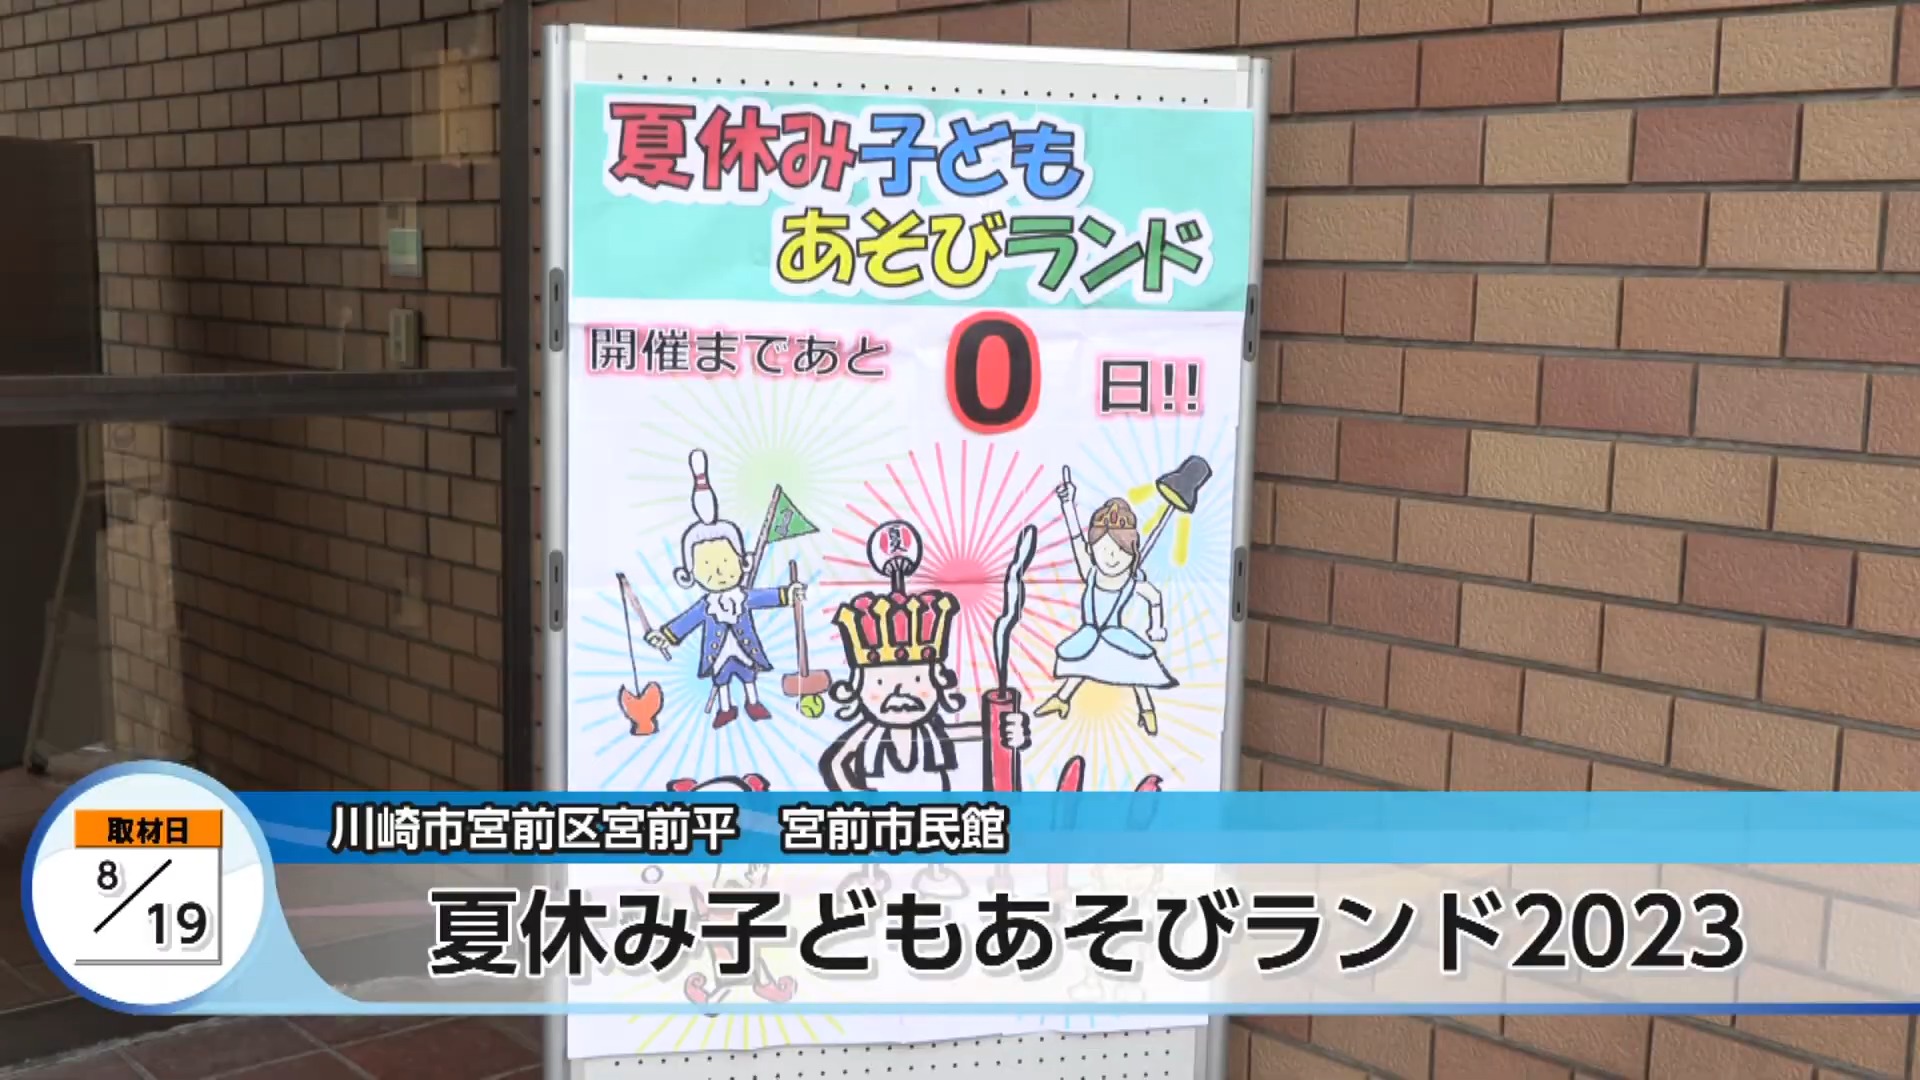 夏休み子ども
あそびランド
開催まであと 0 日!!
1
夏
川崎市宮前区宮前平　宮前市民館
取材日
8/19
夏休み子どもあそびランド2023